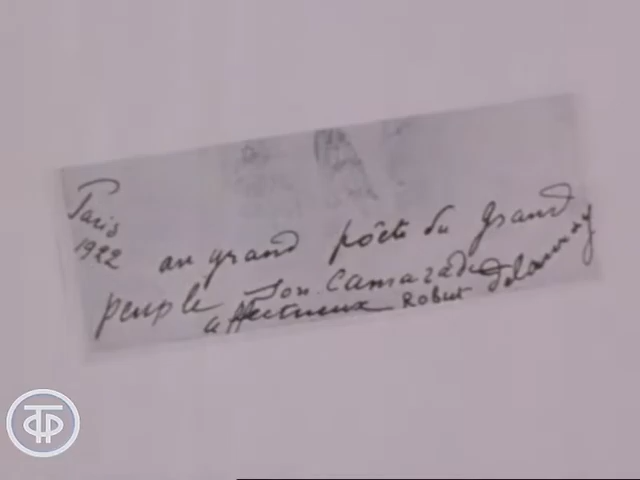 Paris
1922
au grand poète du grand
peuple Son Camarade
affectueux Robert Delaunay